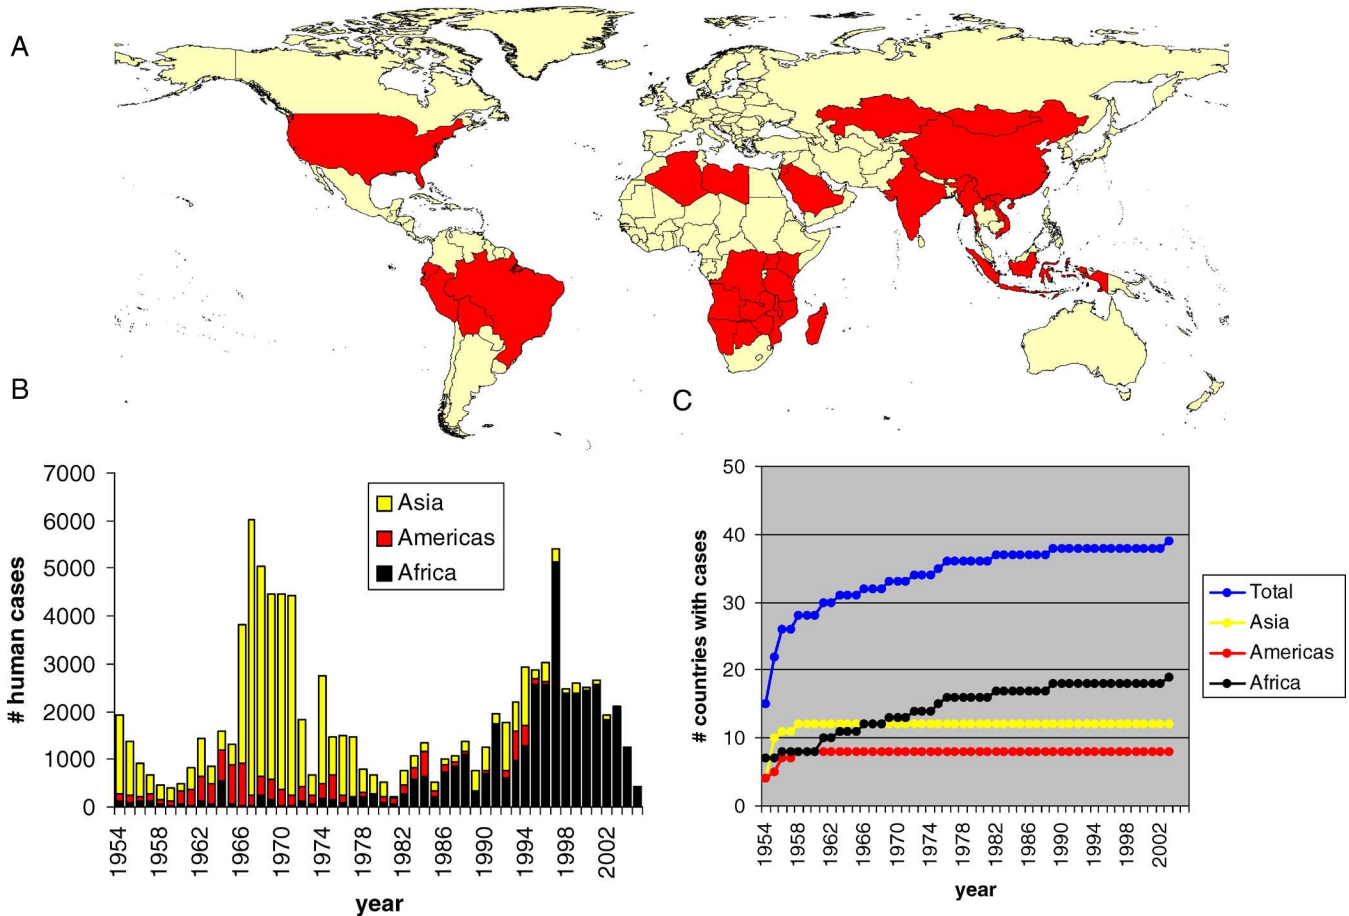 A
B
7000
6000
5000
4000
3000
2000
1000
0
# human cases
Asia
Americas
Africa
1954
1958
1962
1966
1970
1974
1978
1982
1986
1990
1994
1998
2002
year
C
50
40
30
20
10
0
# countries with cases
1954
1958
1962
1966
1970
1974
1978
1982
1986
1990
1994
1998
2002
year
Total
Asia
Americas
Africa